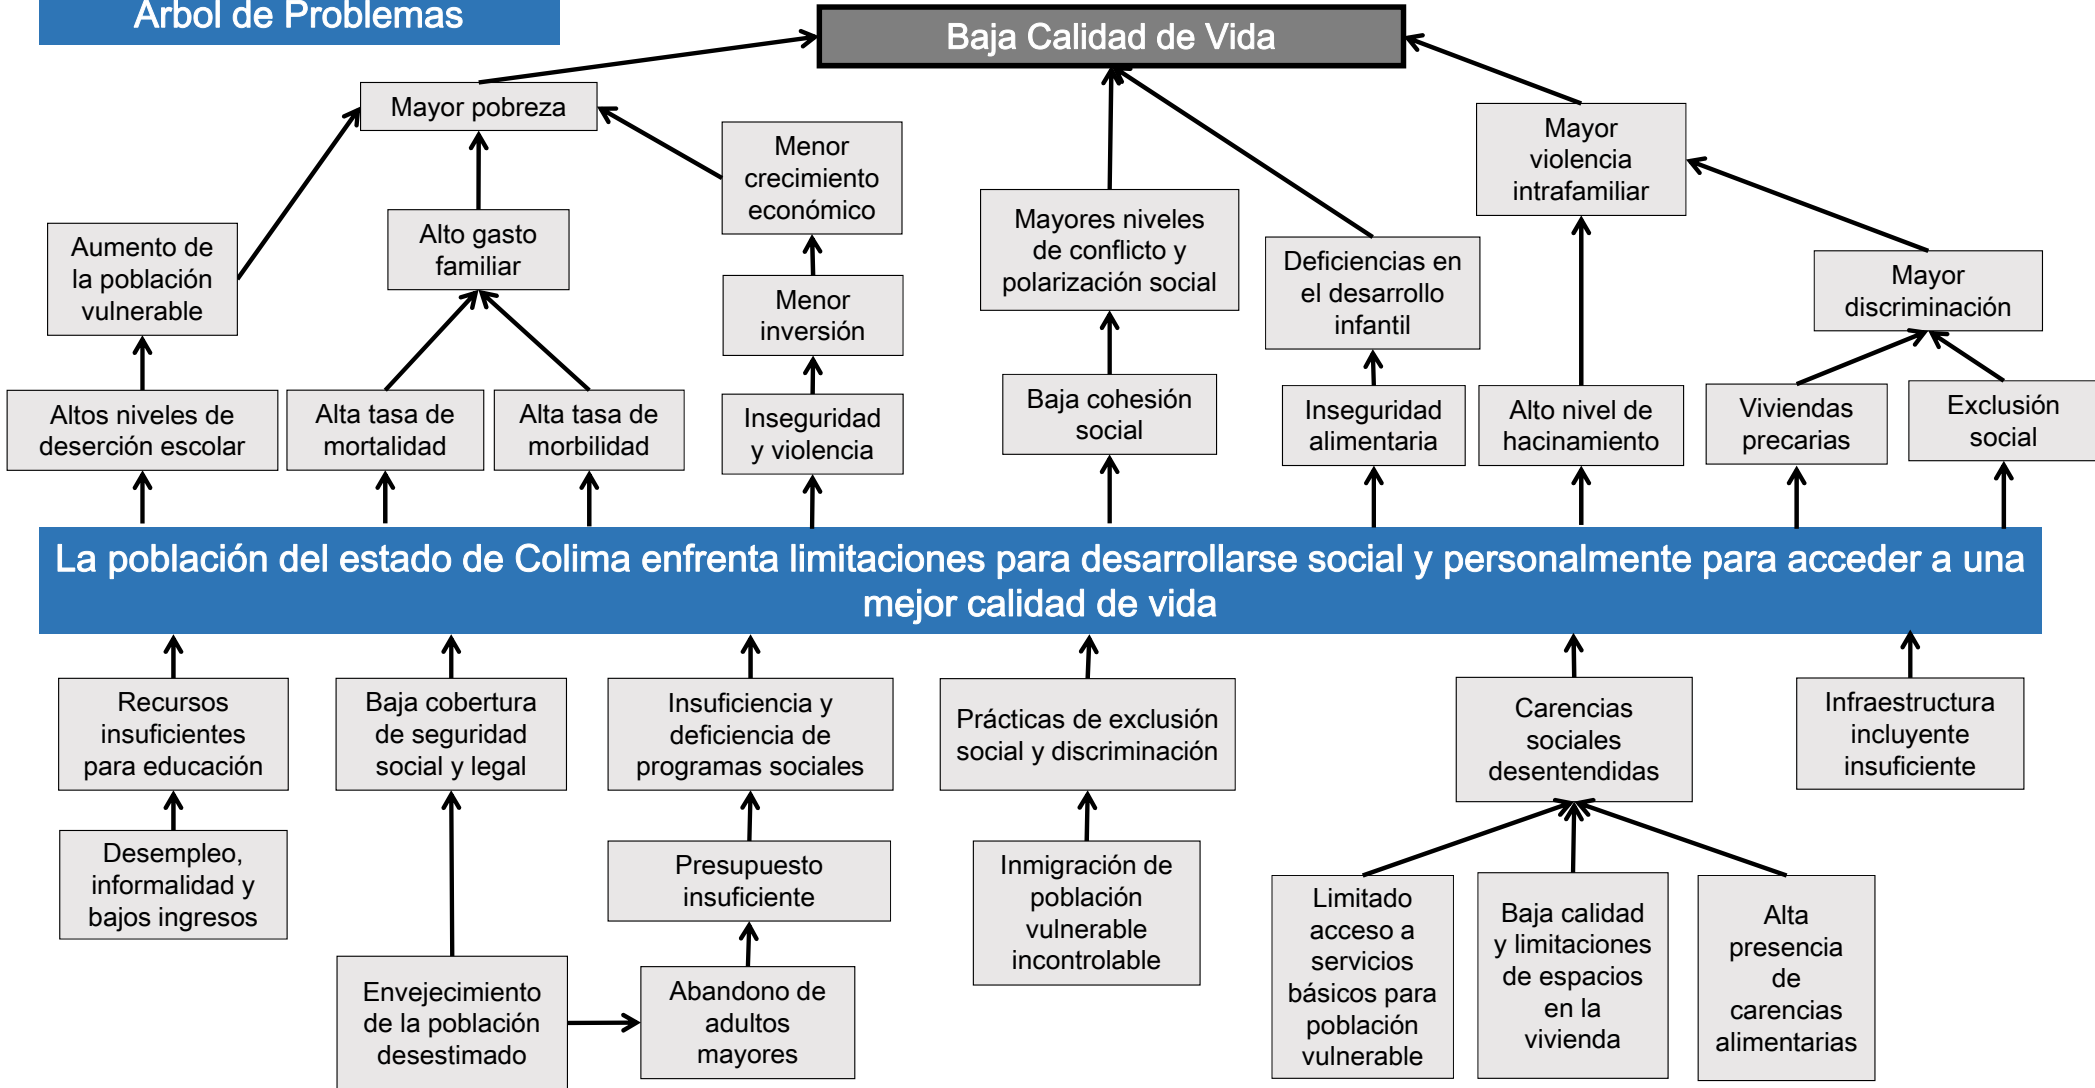 Árbol de Problemas
Baja Calidad de Vida
Mayor pobreza
Menor
crecimiento
económico
Mayor
violencia
intrafamiliar
Aumento de
la población
vulnerable
Alto gasto
familiar
Menor
inversión
Mayores niveles
de conflicto y
polarización social
Deficiencias en
el desarrollo
infantil
Mayor
discriminación
Altos niveles de
deserción escolar
Alta tasa de
mortalidad
Alta tasa de
morbilidad
Inseguridad
y violencia
Baja cohesión
social
Inseguridad
alimentaria
Alto nivel de
hacinamiento
Viviendas
precarias
Exclusión
social
La población del estado de Colima enfrenta limitaciones para desarrollarse social y personalmente para acceder a una
mejor calidad de vida
Recursos
insuficientes
para educación
Baja cobertura
de seguridad
social y legal
Insuficiencia y
deficiencia de
programas sociales
Prácticas de exclusión
social y discriminación
Carencias
sociales
desentendidas
Infraestructura
incluyente
insuficiente
Desempleo,
informalidad y
bajos ingresos
Presupuesto
insuficiente
Inmigración de
población
vulnerable
incontrolable
Limitado
acceso a
servicios
básicos para
población
vulnerable
Baja calidad
y limitaciones
de espacios
en la
vivienda
Alta
presencia
de
carencias
alimentarias
Envejecimiento
de la población
desestimado
Abandono de
adultos
mayores